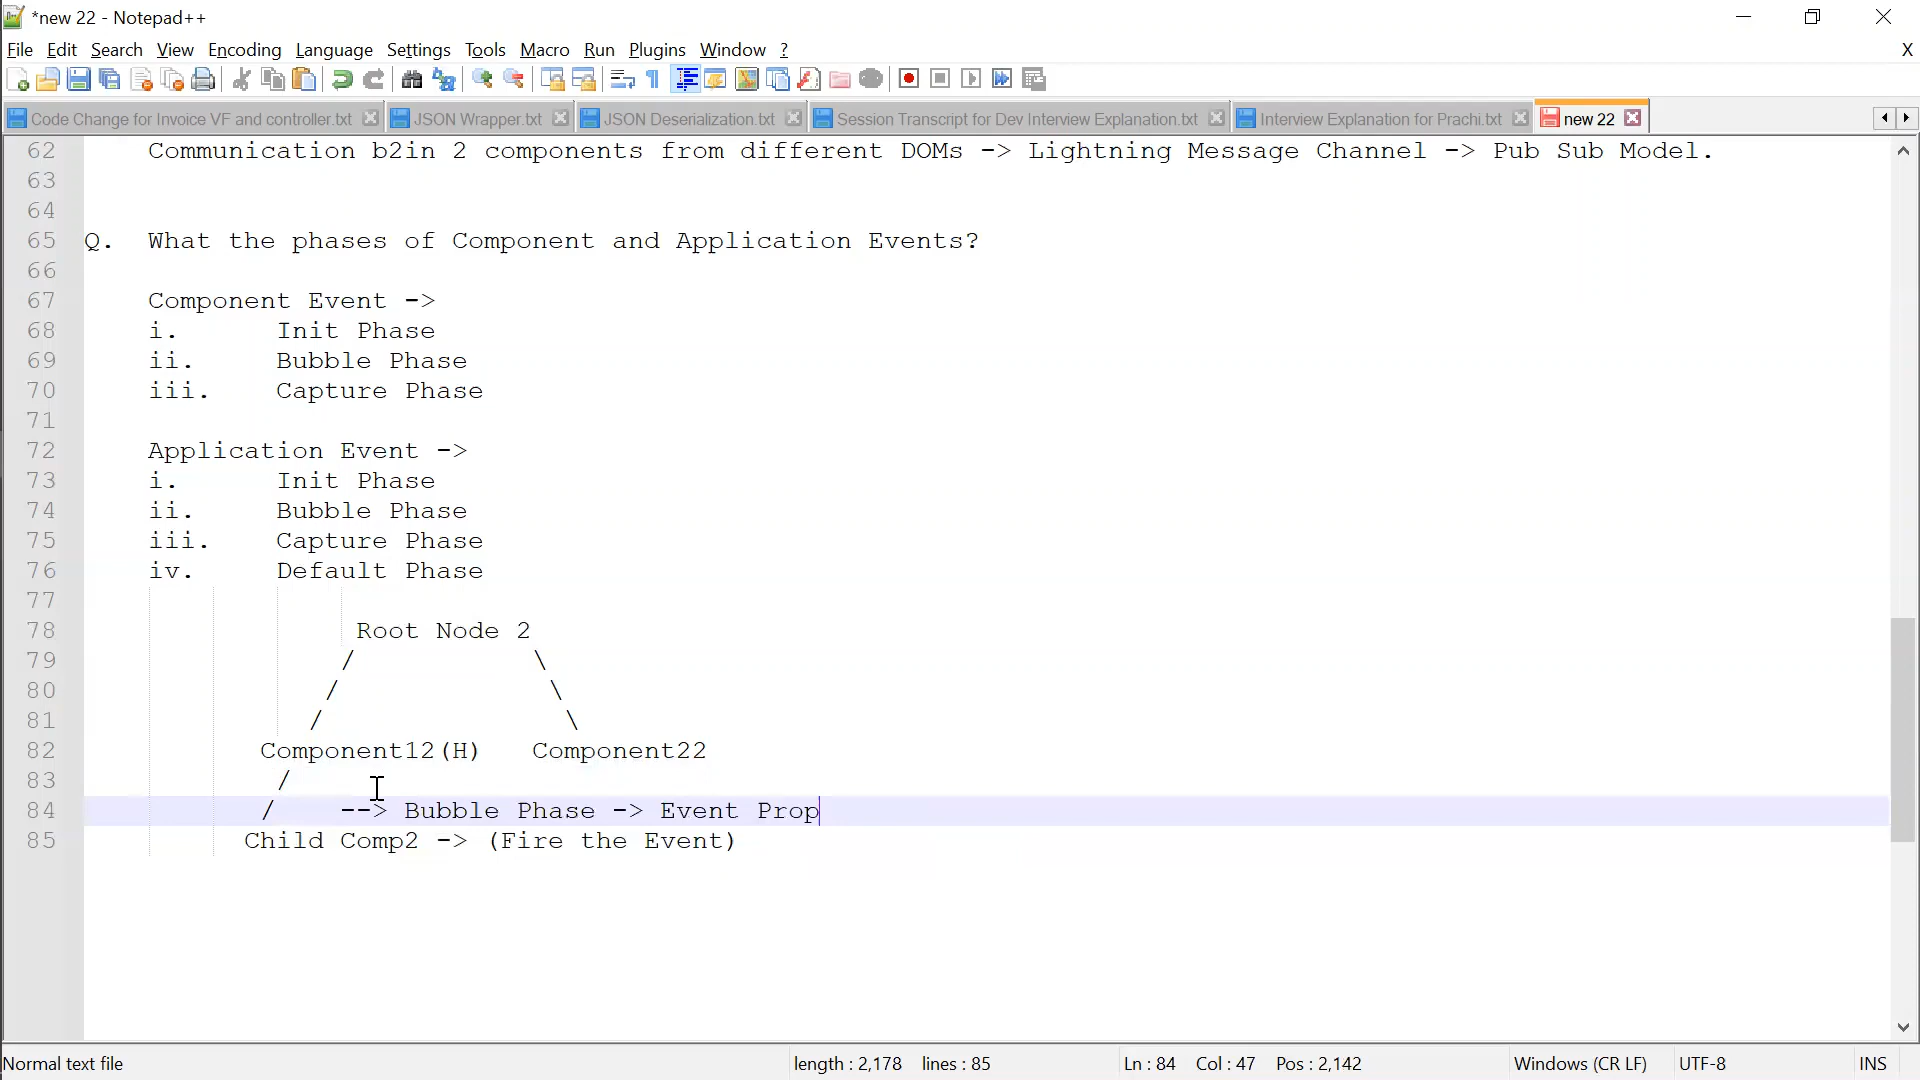 *new 22 - Notepad++
File Edit Search View Encoding Language Settings Tools Macro Run Plugins Window ? X
Code Change for Invoice VF and controller.txt JSON Wrapper.txt JSON Deserialization.txt Session Transcript for Dev Interview Explanation.txt Interview Explanation for Prachi.txt new 22
62 Communication b2in 2 components from different DOMs -> Lightning Message Channel -> Pub Sub Model.
63
64
65 Q. What the phases of Component and Application Events?
66
67 Component Event ->
68 i. Init Phase
69 ii. Bubble Phase
70 iii. Capture Phase
71
72 Application Event ->
73 i. Init Phase
74 ii. Bubble Phase
75 iii. Capture Phase
76 iv. Default Phase
77
78 Root Node 2
79 / \
80 / \
81 / \
82 Component12(H) Component22
83 /
84 / --> Bubble Phase -> Event Prop
85 Child Comp2 -> (Fire the Event)
Normal text file length : 2,178 lines : 85 Ln : 84 Col : 47 Pos : 2,142 Windows (CR LF) UTF-8 INS